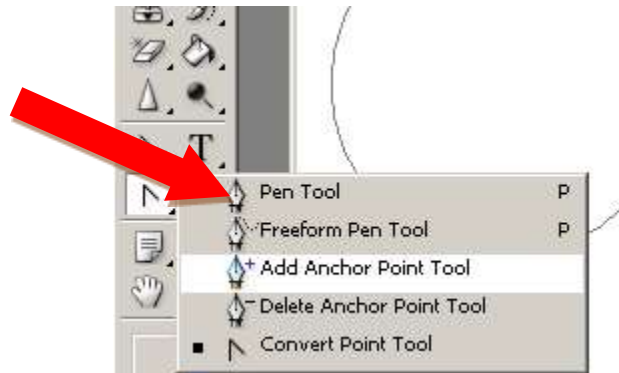 T
Pen Tool P
Freeform Pen Tool P
Add Anchor Point Tool
Delete Anchor Point Tool
Convert Point Tool